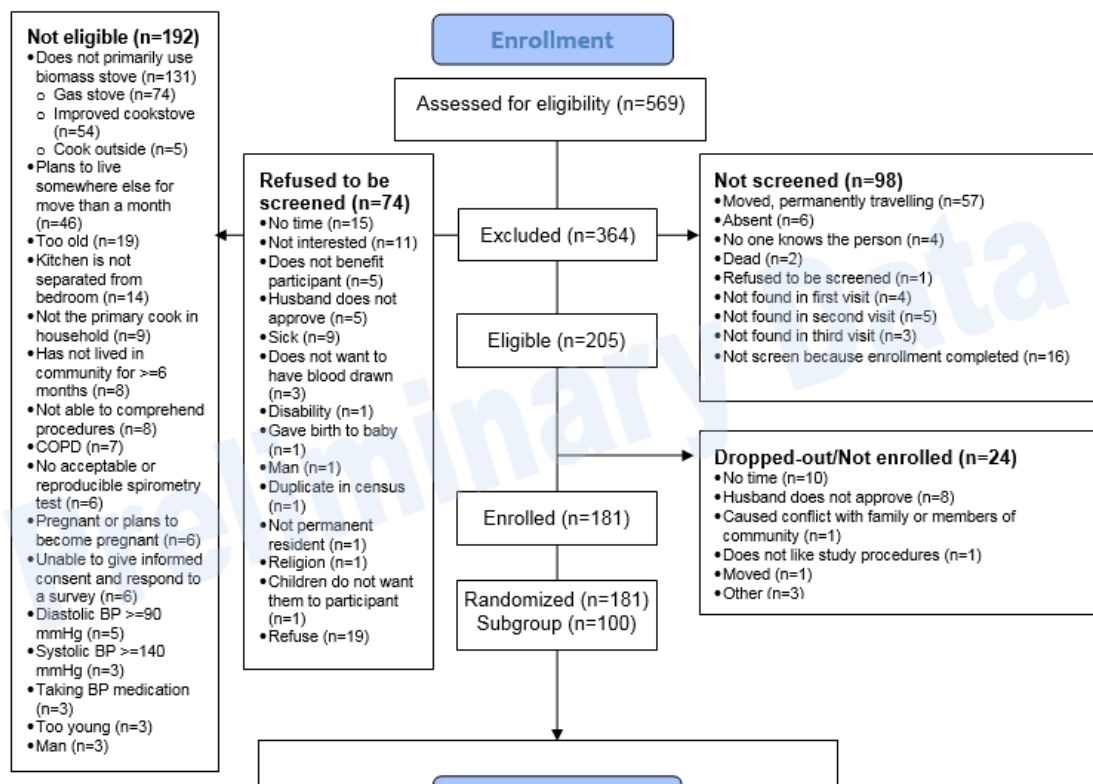 Enrollment
Assessed for eligibility (n=569)
Not eligible (n=192)
•Does not primarily use
biomass stove (n=131)
o Gas stove (n=74)
o Improved cookstove
(n=54)
o Cook outside (n=5)
•Plans to live
somewhere else for
move than a month
(n=46)
•Too old (n=19)
•Kitchen is not
separated from
bedroom (n=14)
•Not the primary cook in
household (n=9)
•Has not lived in
community for >=6
months (n=8)
•Not able to comprehend
procedures (n=8)
•COPD (n=7)
•No acceptable or
reproducible spirometry
test (n=6)
•Pregnant or plans to
become pregnant (n=6)
•Unable to give informed
consent and respond to
a survey (n=6)
•Diastolic BP >=90
mmHg (n=5)
•Systolic BP >=140
mmHg (n=3)
•Taking BP medication
(n=3)
•Too young (n=3)
•Man (n=3)
Refused to be
screened (n=74)
•No time (n=15)
•Not interested (n=11)
•Does not benefit
participant (n=5)
•Husband does not
approve (n=5)
•Sick (n=9)
•Does not want to
have blood drawn
(n=3)
•Disability (n=1)
•Gave birth to baby
(n=1)
•Man (n=1)
•Duplicate in census
(n=1)
•Not permanent
resident (n=1)
•Religion (n=1)
•Children do not want
them to participant
(n=1)
•Refuse (n=19)
Excluded (n=364)
Not screened (n=98)
•Moved, permanently travelling (n=57)
•Absent (n=6)
•No one knows the person (n=4)
•Dead (n=2)
•Refused to be screened (n=1)
•Not found in first visit (n=4)
•Not found in second visit (n=5)
•Not found in third visit (n=3)
•Not screen because enrollment completed (n=16)
Eligible (n=205)
Dropped-out/Not enrolled (n=24)
•No time (n=10)
•Husband does not approve (n=8)
•Caused conflict with family or members of
community (n=1)
•Does not like study procedures (n=1)
•Moved (n=1)
•Other (n=3)
Enrolled (n=181)
Randomized (n=181)
Subgroup (n=100)
Preliminary Data